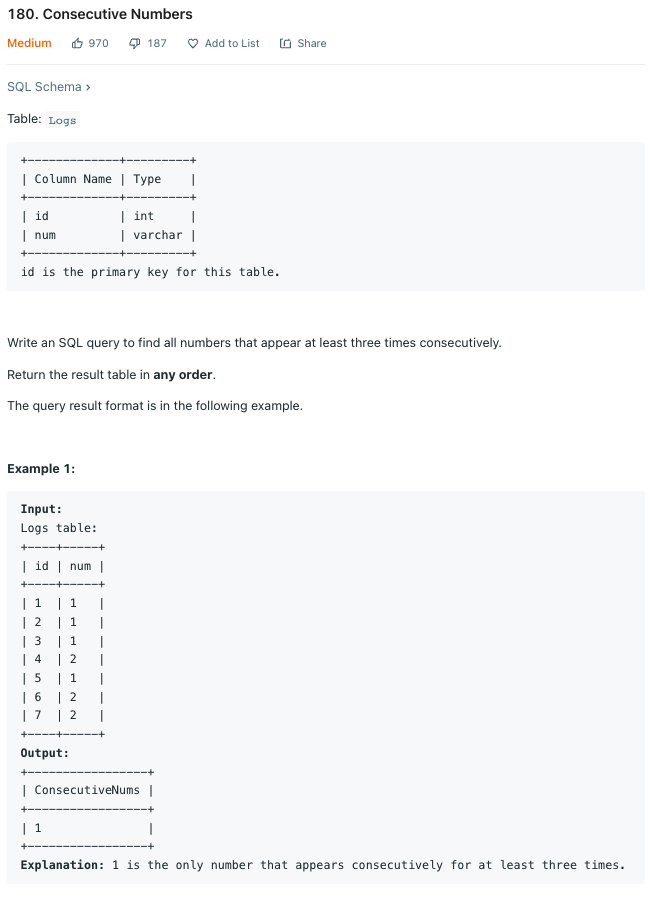 180. Consecutive Numbers
Medium 970 187 Add to List Share
SQL Schema >
Table: Logs
+-------------+---------+
| Column Name | Type    |
+-------------+---------+
| id          | int     |
| num         | varchar |
+-------------+---------+
id is the primary key for this table.
Write an SQL query to find all numbers that appear at least three times consecutively.
Return the result table in any order.
The query result format is in the following example.
Example 1:
Input:
Logs table:
+----+-----+
| id | num |
+----+-----+
| 1  | 1   |
| 2  | 1   |
| 3  | 1   |
| 4  | 2   |
| 5  | 1   |
| 6  | 2   |
| 7  | 2   |
+----+-----+
Output:
+-----------------+
| ConsecutiveNums |
+-----------------+
| 1               |
+-----------------+
Explanation: 1 is the only number that appears consecutively for at least three times.